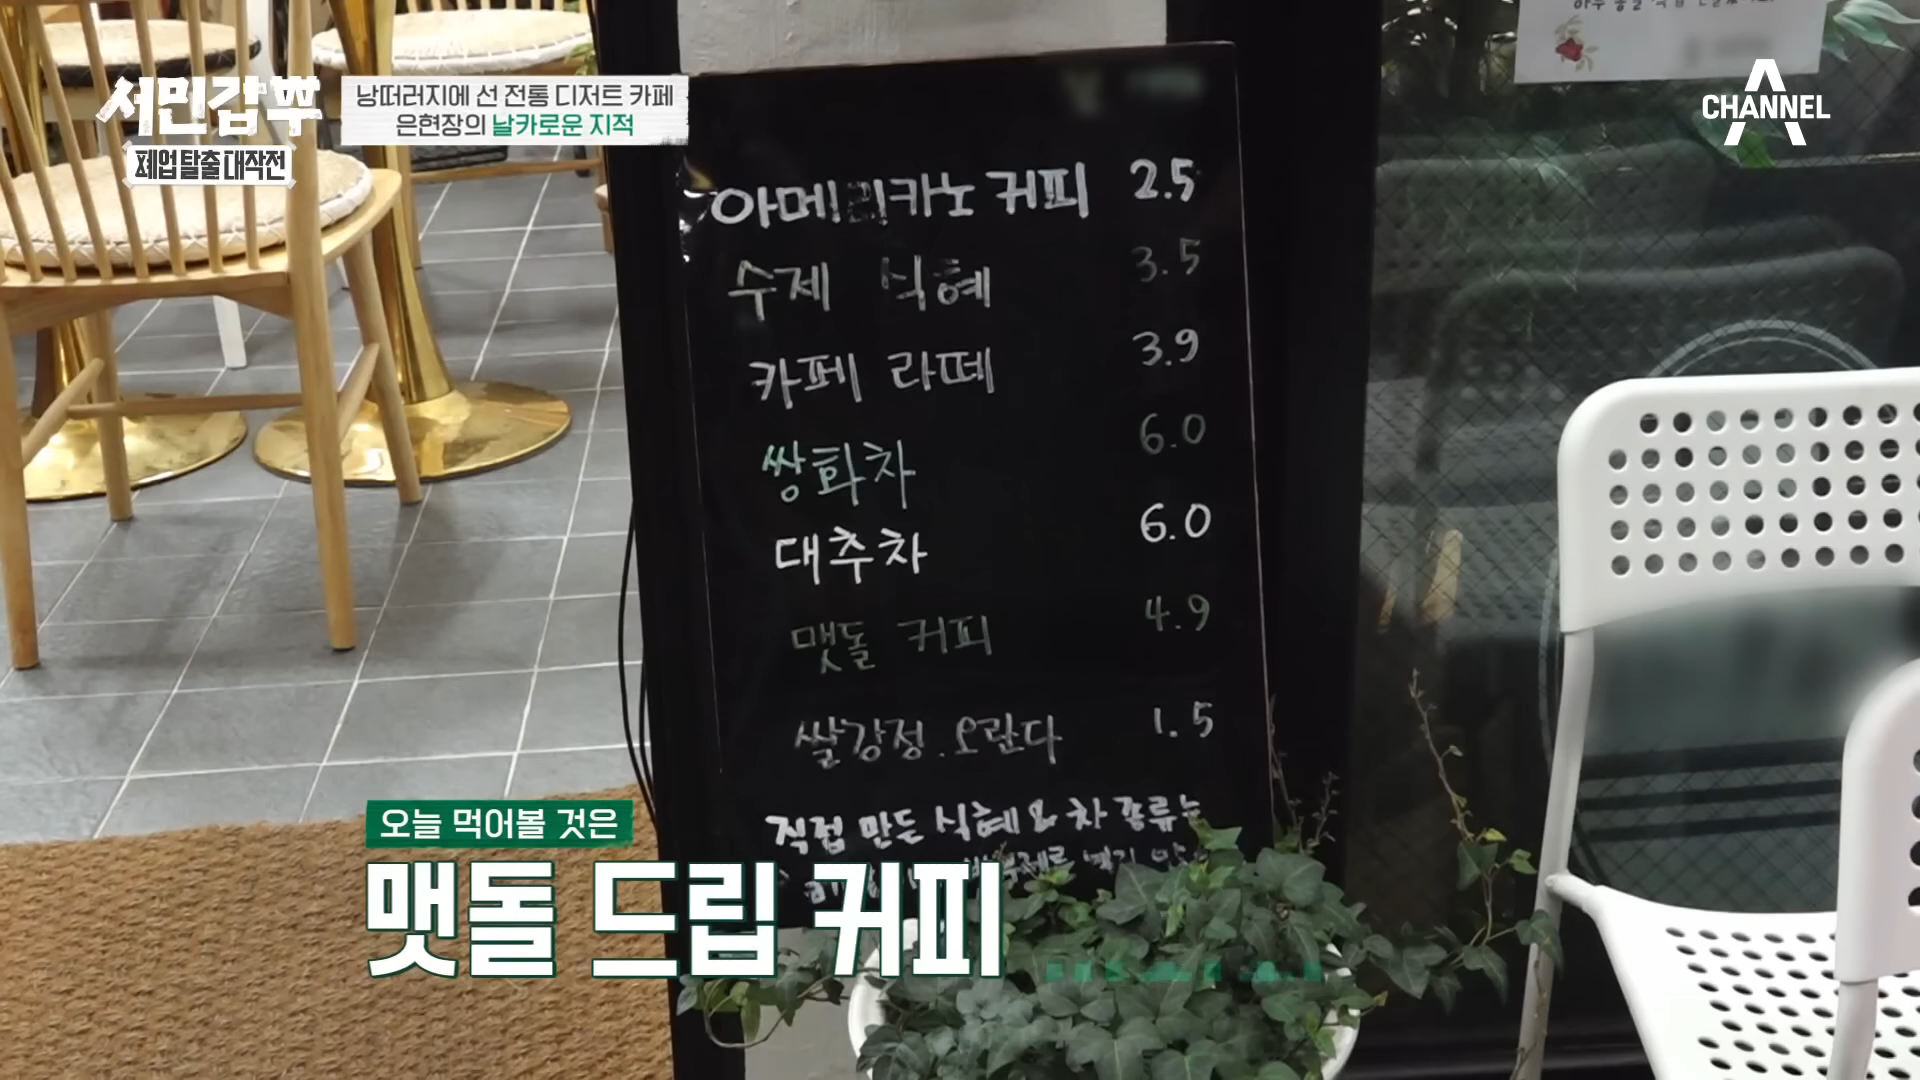 아주
서민갑뿌
폐업탈출대작전
낭떠러지에 선 전통 디저트 카페
은현장의 날카로운 지적
CHANNEL A
아메리카노 커피 2.5
수제 식혜 3.5
카페 라떼 3.9
쌍화차 6.0
대추차 6.0
맷돌 커피 4.9
쌀강정.오란다 1.5
직접 만든 식혜 & 차 종류는
오늘 먹어볼 것은
맷돌 드립 커피